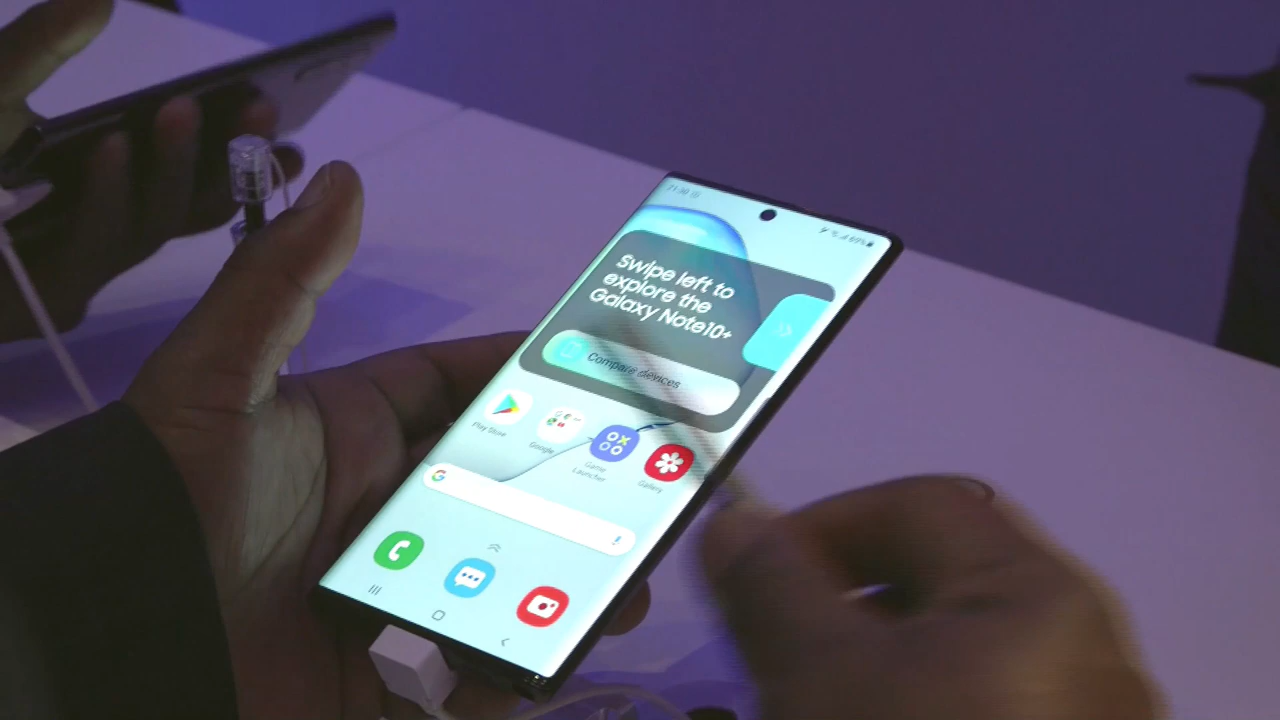 Swipe left to
explore the
Galaxy Note10+
Compare devices
Play Store
Google
Game
Launcher
Gallery